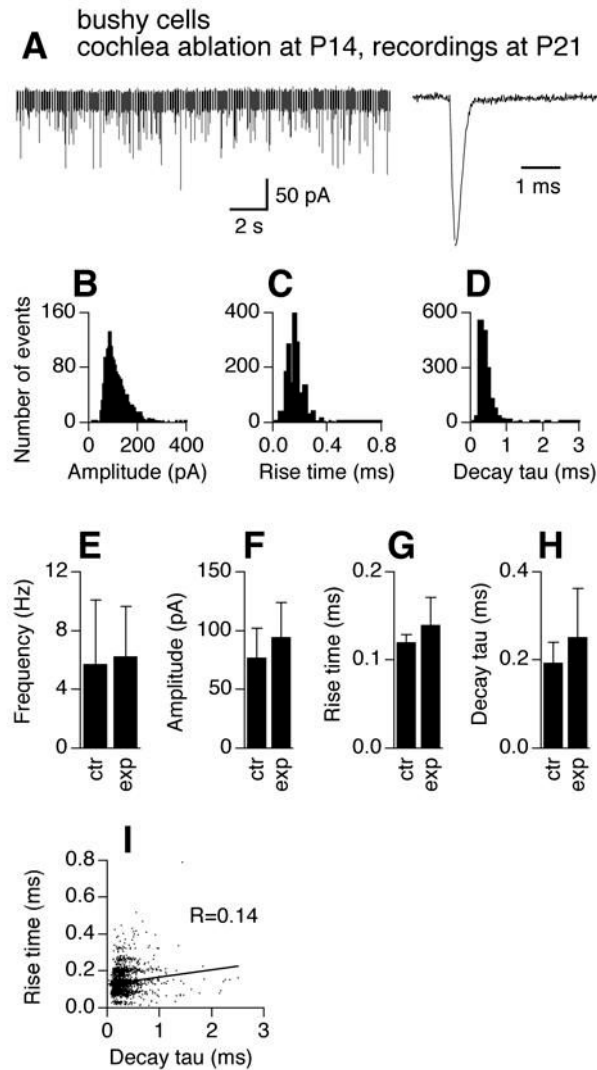 bushy cells
A cochlea ablation at P14, recordings at P21
50 pA
2 s
1 ms
B
C
D
Number of events
160
80
0
0 200 400
Amplitude (pA)
400
200
0
0.0 0.4 0.8
Rise time (ms)
600
300
0
0 1 2 3
Decay tau (ms)
E
F
G
H
Frequency (Hz)
12
8
4
0
ctr
exp
Amplitude (pA)
150
100
50
0
ctr
exp
Rise time (ms)
0.2
0.1
0.0
ctr
exp
Decay tau (ms)
0.4
0.2
0.0
ctr
exp
I
Rise time (ms)
0.8
0.6
0.4
0.2
0.0
R=0.14
0 1 2 3
Decay tau (ms)